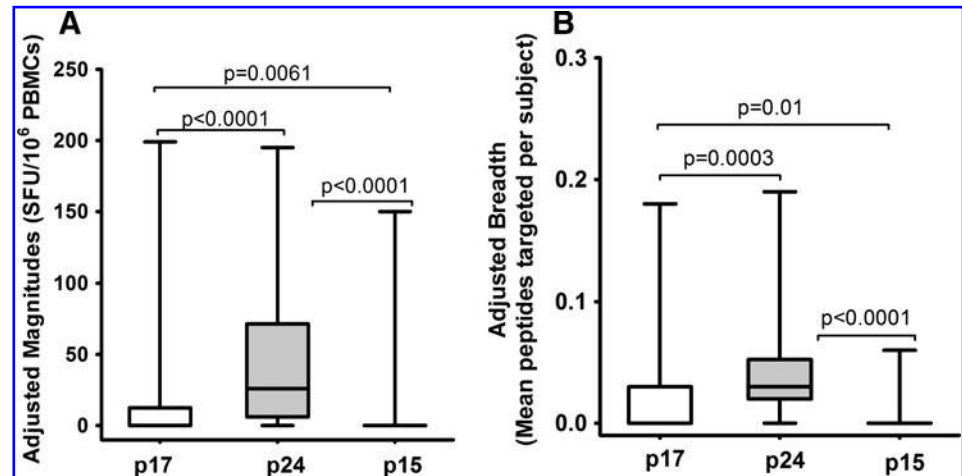 A
Adjusted Magnitudes (SFU/10⁶ PBMCs)
250
200
150
100
50
0
p=0.0061
p<0.0001
p<0.0001
p17
p24
p15
B
Adjusted Breadth
(Mean peptides targeted per subject)
0.3
0.2
0.1
0.0
p=0.01
p=0.0003
p<0.0001
p17
p24
p15